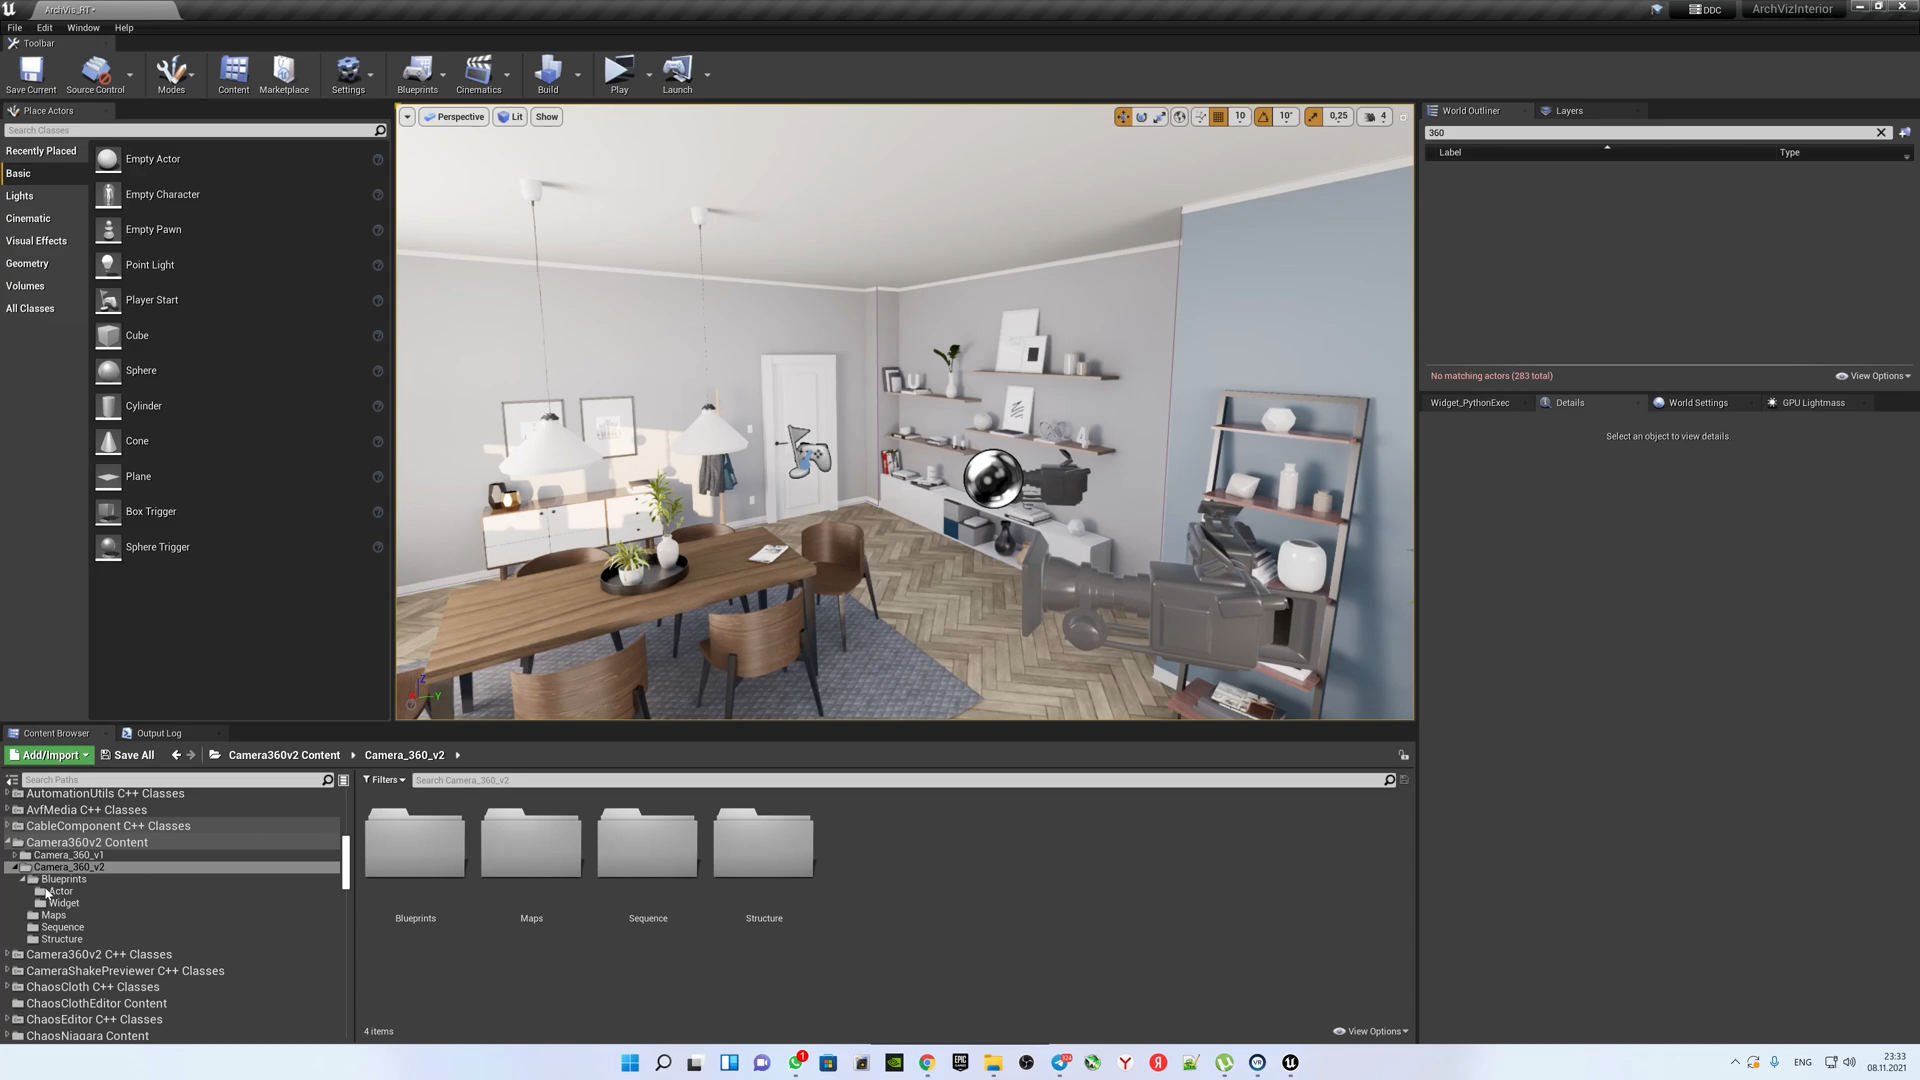 ArchVis_RT*
DDC
ArchVizInterior
File Edit Window Help
Toolbar
Save Current
Source Control
Modes
Content
Marketplace
Settings
Blueprints
Cinematics
Build
Play
Launch
Place Actors
Search Classes
Recently Placed
Basic
Lights
Cinematic
Visual Effects
Geometry
Volumes
All Classes
Empty Actor
Empty Character
Empty Pawn
Point Light
Player Start
Cube
Sphere
Cylinder
Cone
Plane
Box Trigger
Sphere Trigger
Perspective
Lit
Show
10
10°
0,25
4
Z
X
Y
World Outliner
Layers
360
Label
Type
No matching actors (283 total)
View Options
Widget_PythonExec
Details
World Settings
GPU Lightmass
Select an object to view details.
Content Browser
Output Log
Add/Import
Save All
Camera360v2 Content
Camera_360_v2
Search Paths
Filters
Search Camera_360_v2
AutomationUtils C++ Classes
AvfMedia C++ Classes
CableComponent C++ Classes
Camera360v2 Content
Camera_360_v1
Camera_360_v2
Blueprints
Actor
Widget
Maps
Sequence
Structure
Camera360v2 C++ Classes
CameraShakePreviewer C++ Classes
ChaosCloth C++ Classes
ChaosClothEditor Content
ChaosEditor C++ Classes
ChaosNiagara Content
Blueprints
Maps
Sequence
Structure
4 items
View Options
ENG
23:33
08.11.2021